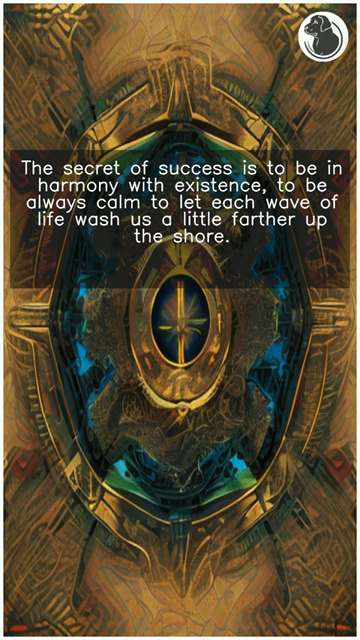 The secret of success is to be in
harmony with existence, to be
always calm to let each wave of
life wash us a little farther up
the shore.